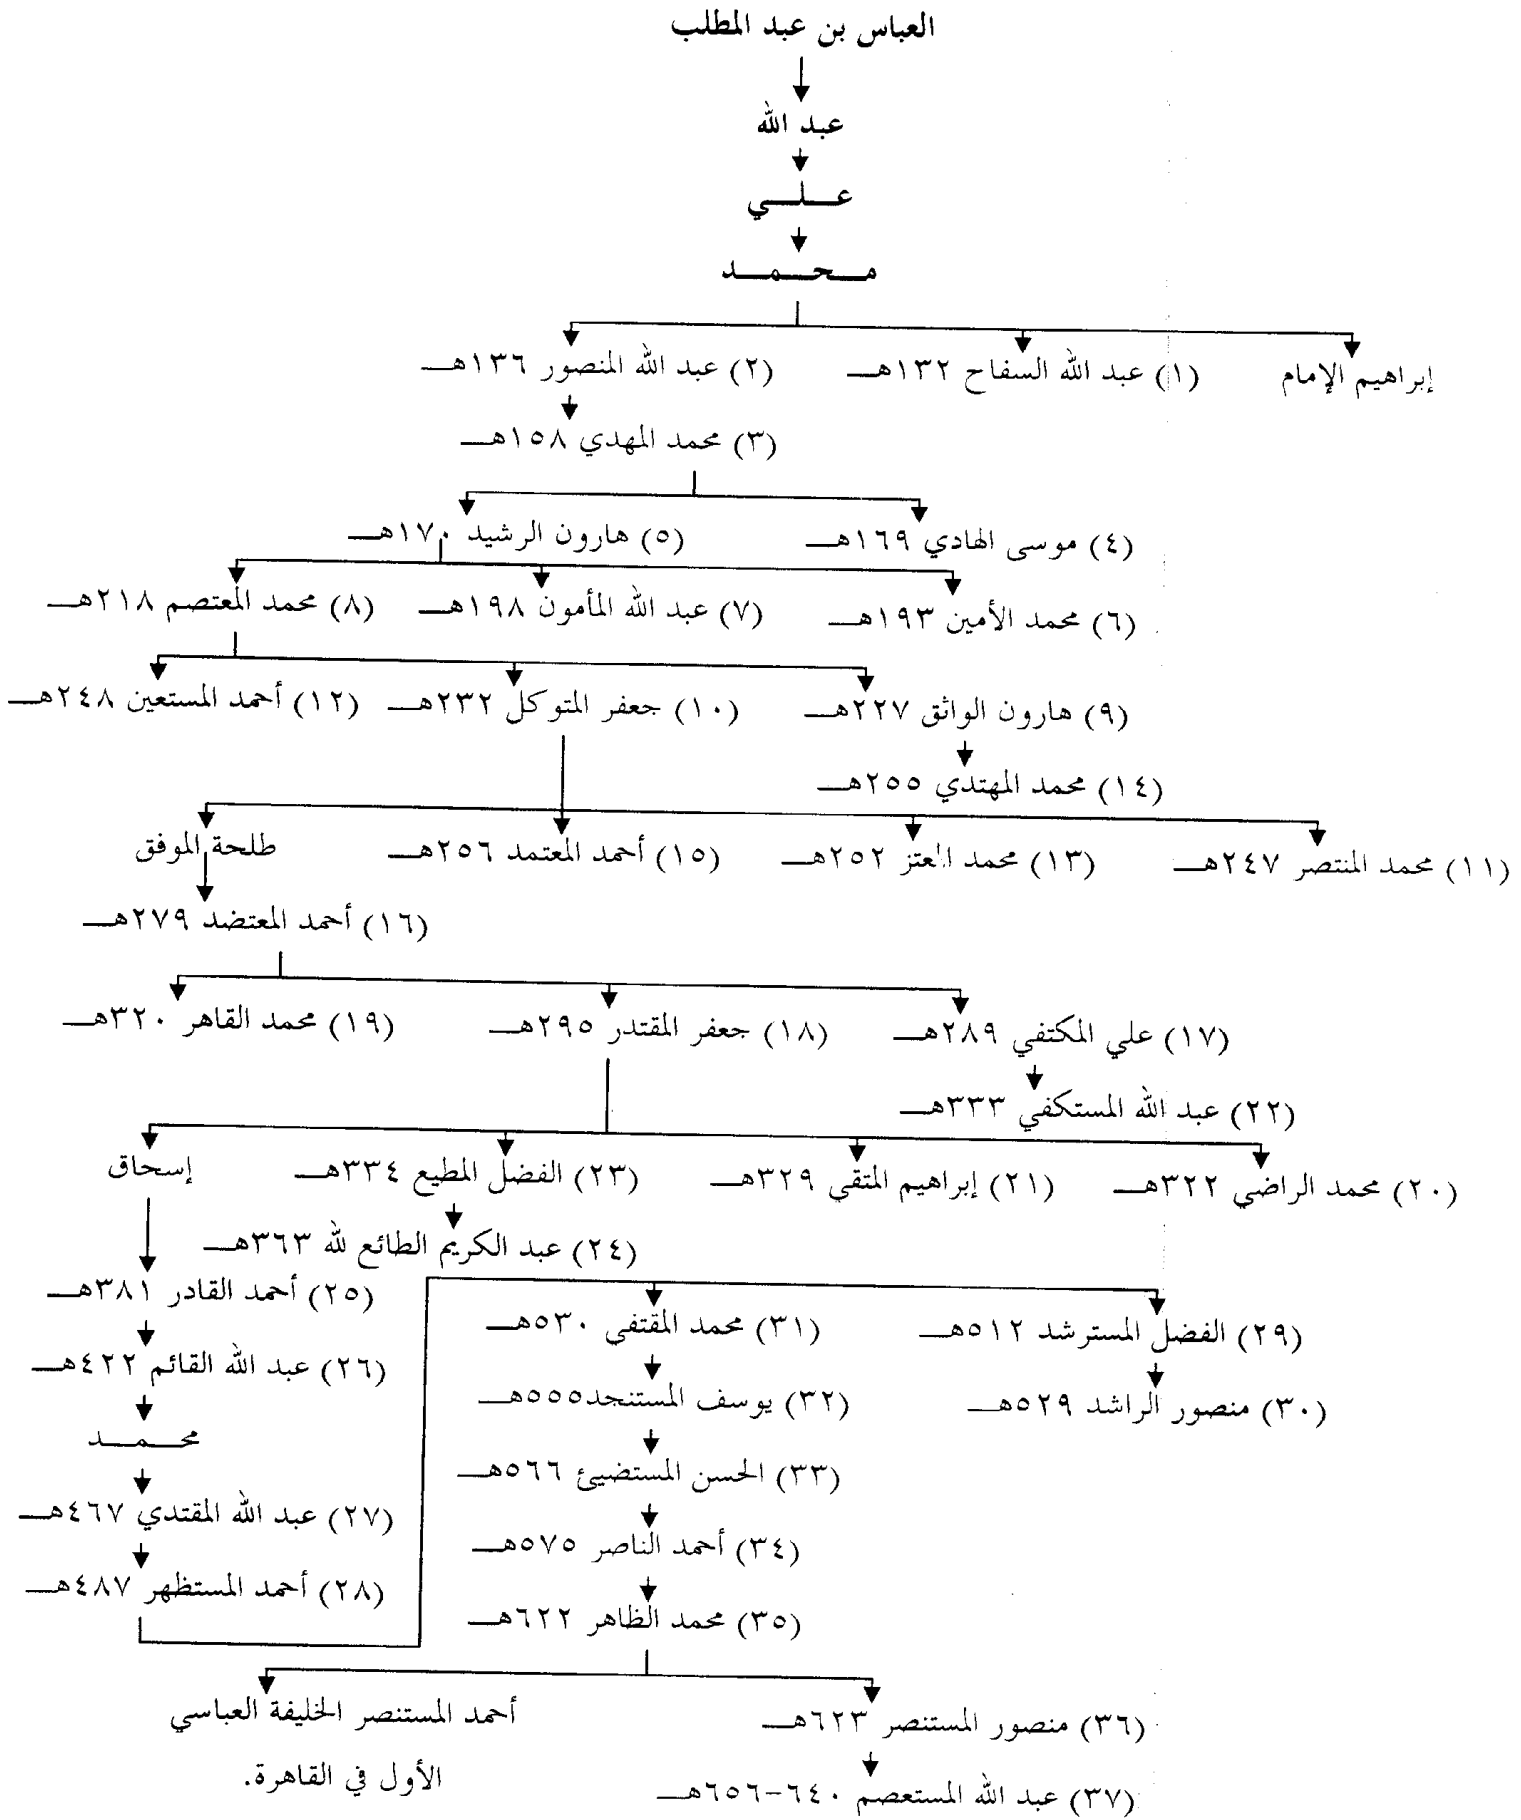 العباس بن عبد المطلب
عبد الله
علي
محمد
إبراهيم الإمام (١) عبد الله السفاح ١٣٢هـ (٢) عبد الله المنصور ١٣٦هـ
(٣) محمد المهدي ١٥٨هـ
(٤) موسى الهادي ١٦٩هـ (٥) هارون الرشيد ١٧٠هـ
(٦) محمد الأمين ١٩٣هـ (٧) عبد الله المأمون ١٩٨هـ (٨) محمد المعتصم ٢١٨هـ
(٩) هارون الواثق ٢٢٧هـ (١٠) جعفر المتوكل ٢٣٢هـ (١٢) أحمد المستعين ٢٤٨هـ
(١٤) محمد المهتدي ٢٥٥هـ
(١١) محمد المنتصر ٢٤٧هـ (١٣) محمد المعتز ٢٥٢هـ (١٥) أحمد المعتمد ٢٥٦هـ طلحة الموفق
(١٦) أحمد المعتضد ٢٧٩هـ
(١٧) علي المكتفي ٢٨٩هـ (١٨) جعفر المقتدر ٢٩٥هـ (١٩) محمد القاهر ٣٢٠هـ
(٢٢) عبد الله المستكفي ٣٣٣هـ
(٢٠) محمد الراضي ٣٢٢هـ (٢١) إبراهيم المتقي ٣٢٩هـ (٢٣) الفضل المطيع ٣٣٤هـ إسحاق
(٢٤) عبد الكريم الطائع لله ٣٦٣هـ
(٢٥) أحمد القادر ٣٨١هـ
(٢٩) الفضل المسترشد ٥١٢هـ (٣١) محمد المقتفي ٥٣٠هـ
(٢٦) عبد الله القائم ٤٢٢هـ
(٣٠) منصور الراشد ٥٢٩هـ (٣٢) يوسف المستنجد٥٥٥هـ
محمد
(٣٣) الحسن المستضيئ ٥٦٦هـ
(٢٧) عبد الله المقتدي ٤٦٧هـ
(٣٤) أحمد الناصر ٥٧٥هـ
(٢٨) أحمد المستظهر ٤٨٧هـ
(٣٥) محمد الظاهر ٦٢٢هـ
(٣٦) منصور المستنصر ٦٢٣هـ أحمد المستنصر الخليفة العباسي
الأول في القاهرة.
(٣٧) عبد الله المستعصم ٦٤٠-٦٥٦هـ